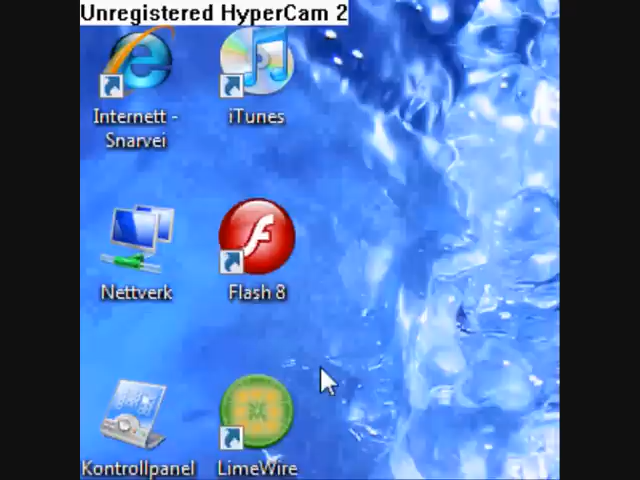 Unregistered HyperCam 2
Internett -
Snarvei
iTunes
Nettverk
Flash 8
Kontrollpanel
LimeWire